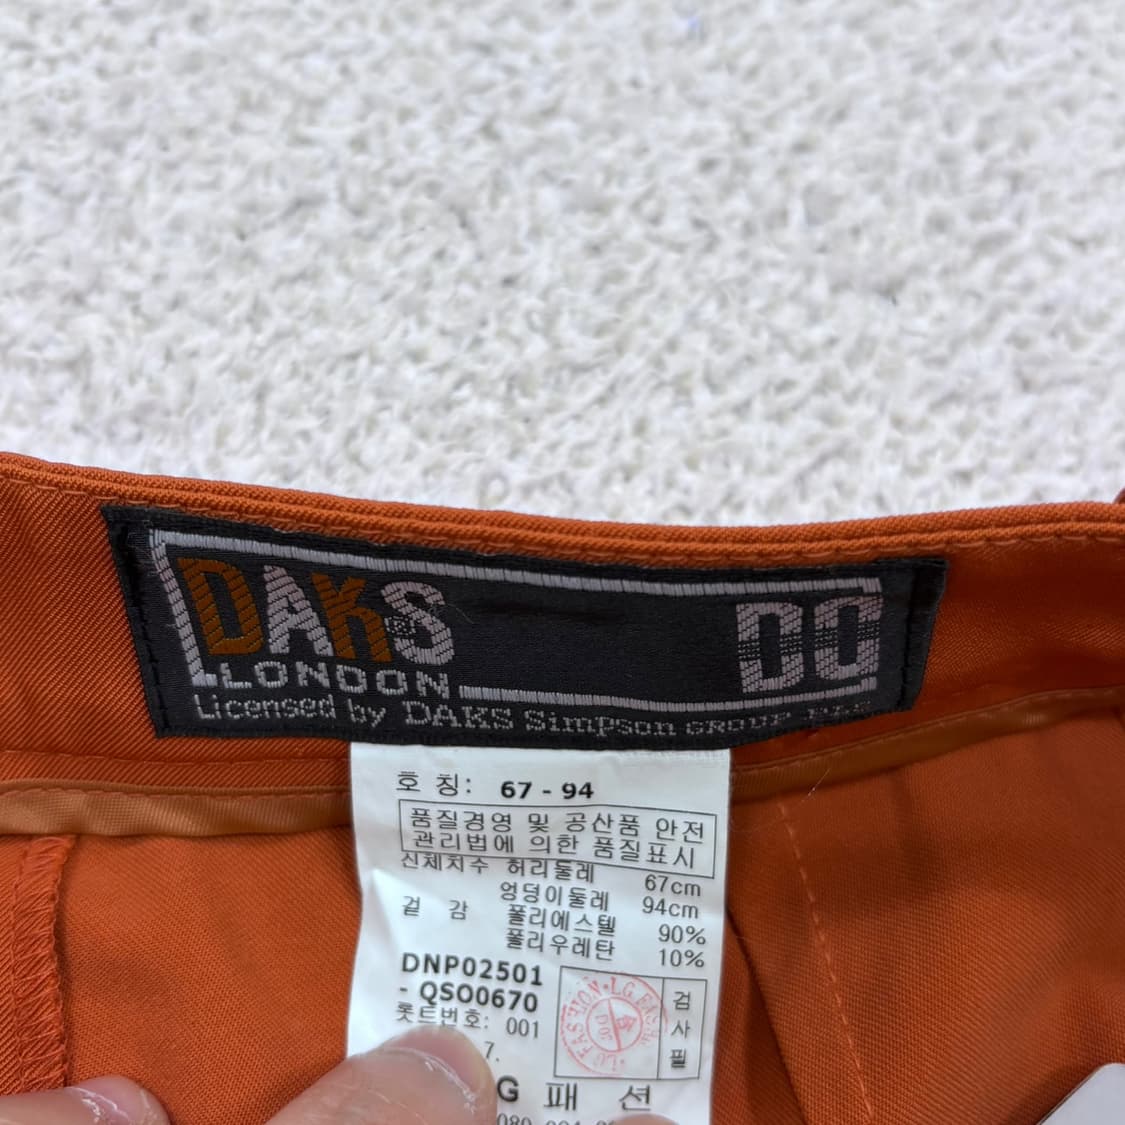 DAKS
LONDON
DO
Licensed by DAKS Simpson GROUP PLC
호 칭: 67 - 94
품질경영 및 공산품 안전
관리법에 의한 품질표시
신체치수 허리둘레 67cm
엉덩이둘레 94cm
겉 감 폴리에스텔 90%
폴리우레탄 10%
DNP02501
- QSO0670
롯트번호: 001
7.
검사필
G 패 션